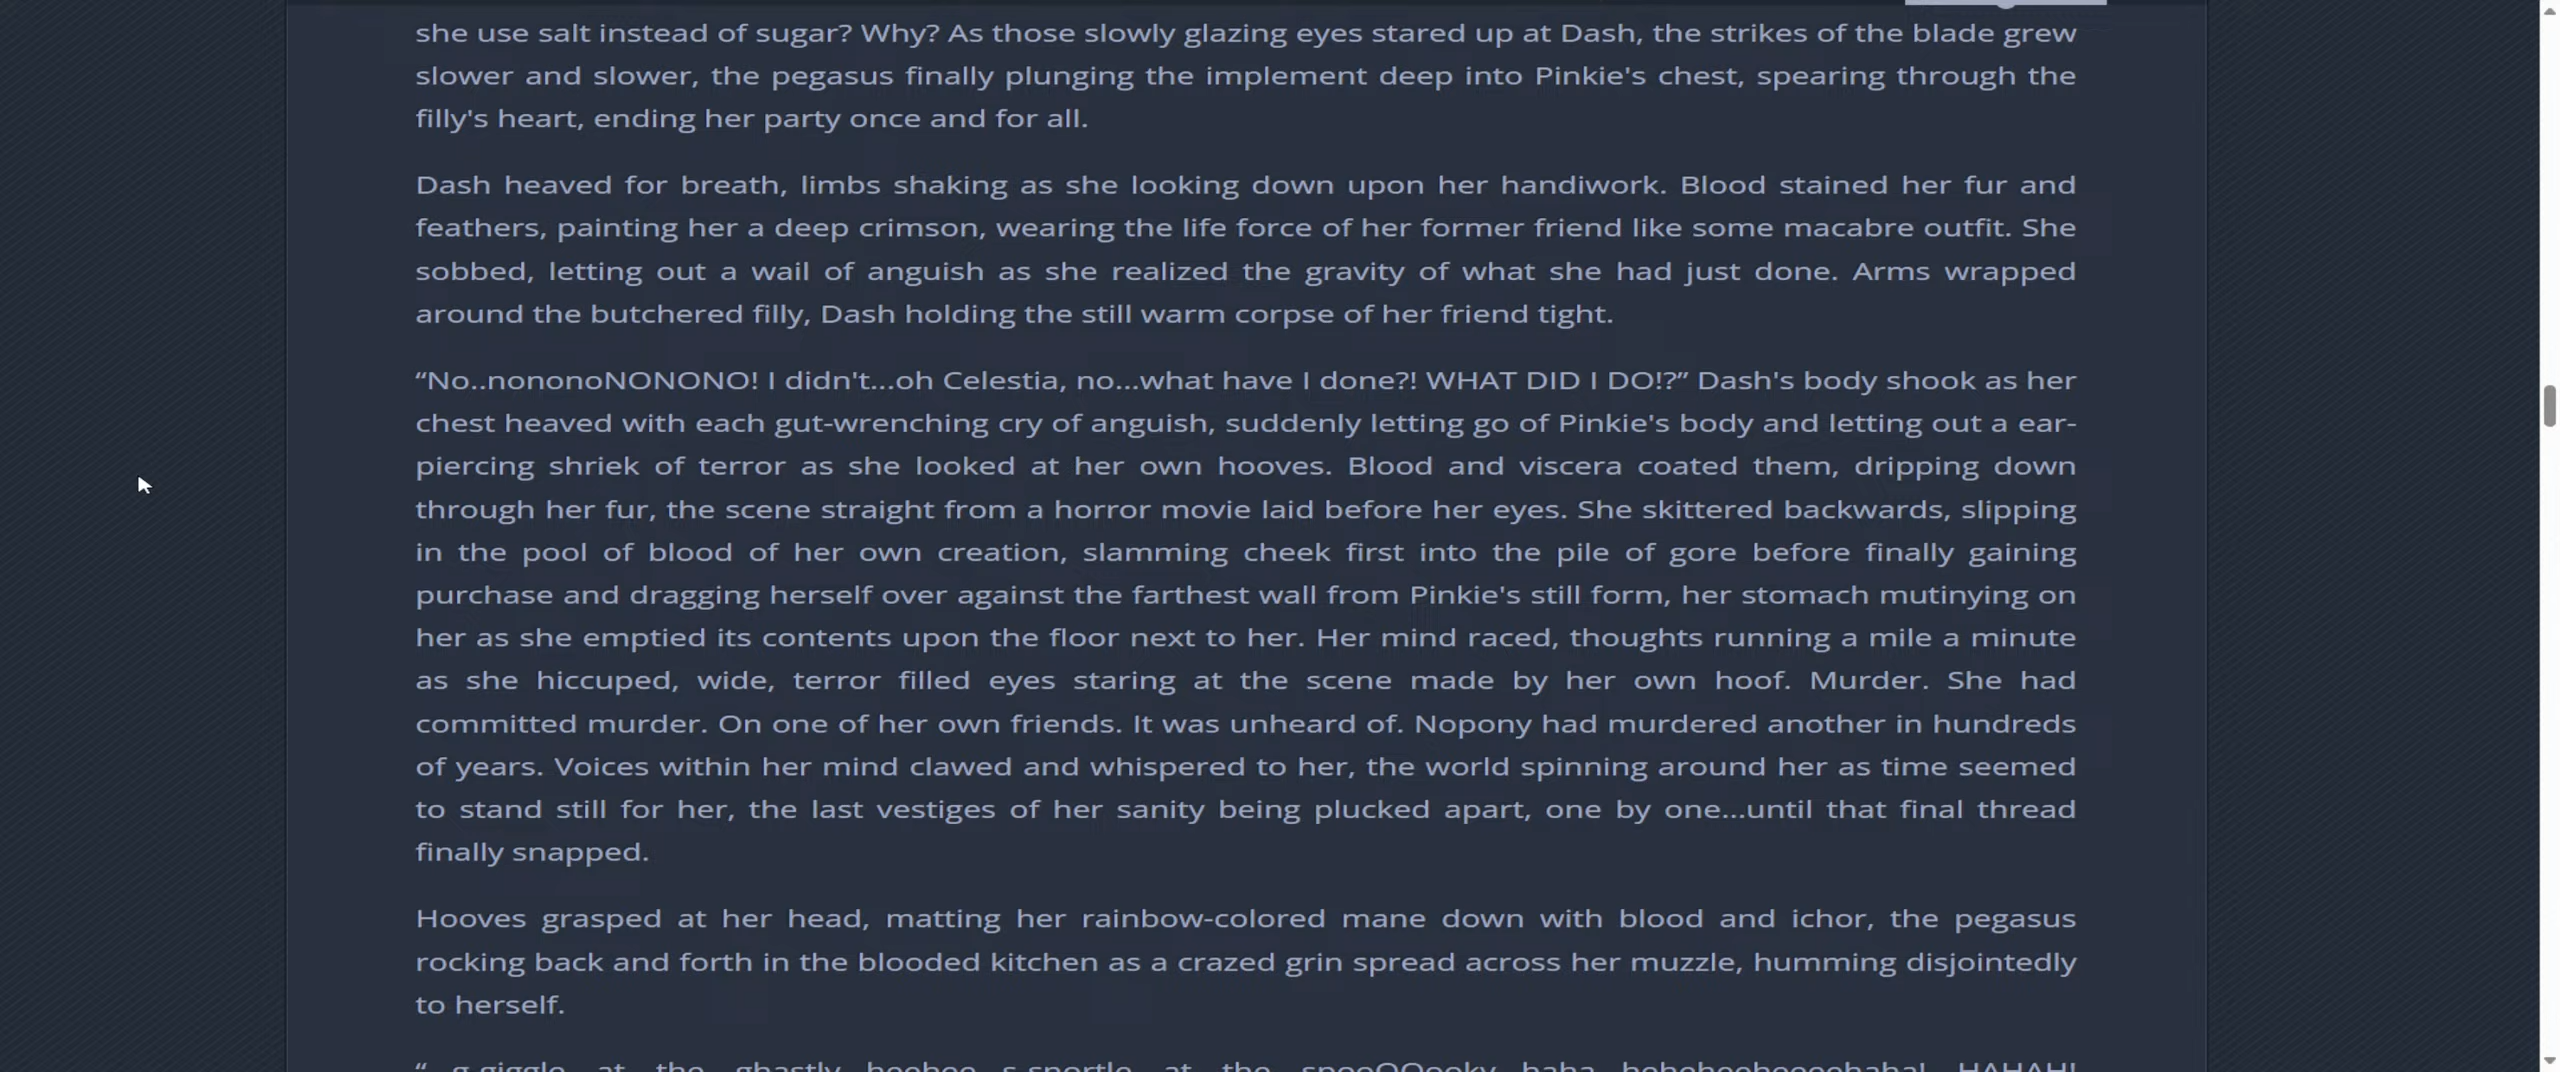 she use salt instead of sugar? Why? As those slowly glazing eyes stared up at Dash, the strikes of the blade grew
slower and slower, the pegasus finally plunging the implement deep into Pinkie's chest, spearing through the
filly's heart, ending her party once and for all.
Dash heaved for breath, limbs shaking as she looking down upon her handiwork. Blood stained her fur and
feathers, painting her a deep crimson, wearing the life force of her former friend like some macabre outfit. She
sobbed, letting out a wail of anguish as she realized the gravity of what she had just done. Arms wrapped
around the butchered filly, Dash holding the still warm corpse of her friend tight.
“No..nononoNONONO! I didn't...oh Celestia, no...what have I done?! WHAT DID I DO!?” Dash's body shook as her
chest heaved with each gut-wrenching cry of anguish, suddenly letting go of Pinkie's body and letting out a ear-
piercing shriek of terror as she looked at her own hooves. Blood and viscera coated them, dripping down
through her fur, the scene straight from a horror movie laid before her eyes. She skittered backwards, slipping
in the pool of blood of her own creation, slamming cheek first into the pile of gore before finally gaining
purchase and dragging herself over against the farthest wall from Pinkie's still form, her stomach mutinying on
her as she emptied its contents upon the floor next to her. Her mind raced, thoughts running a mile a minute
as she hiccuped, wide, terror filled eyes staring at the scene made by her own hoof. Murder. She had
committed murder. On one of her own friends. It was unheard of. Nopony had murdered another in hundreds
of years. Voices within her mind clawed and whispered to her, the world spinning around her as time seemed
to stand still for her, the last vestiges of her sanity being plucked apart, one by one...until that final thread
finally snapped.
Hooves grasped at her head, matting her rainbow-colored mane down with blood and ichor, the pegasus
rocking back and forth in the blooded kitchen as a crazed grin spread across her muzzle, humming disjointedly
to herself.
at the ghastly at the HAHAH!